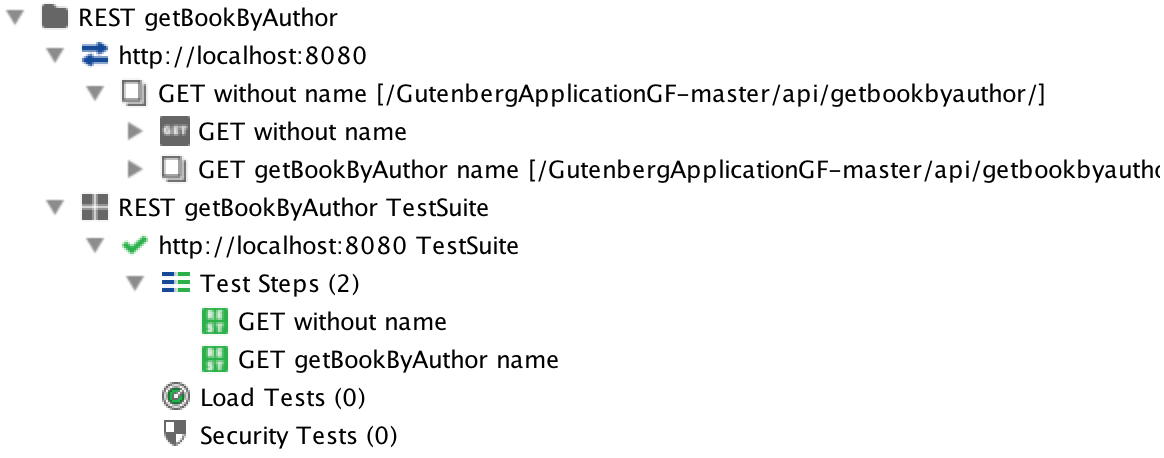 REST getBookByAuthor
http://localhost:8080
GET without name [/GutenbergApplicationGF-master/api/getbookbyauthor/]
GET GET without name
GET getBookByAuthor name [/GutenbergApplicationGF-master/api/getbookbyautho
REST getBookByAuthor TestSuite
http://localhost:8080 TestSuite
Test Steps (2)
REST GET without name
REST GET getBookByAuthor name
Load Tests (0)
Security Tests (0)